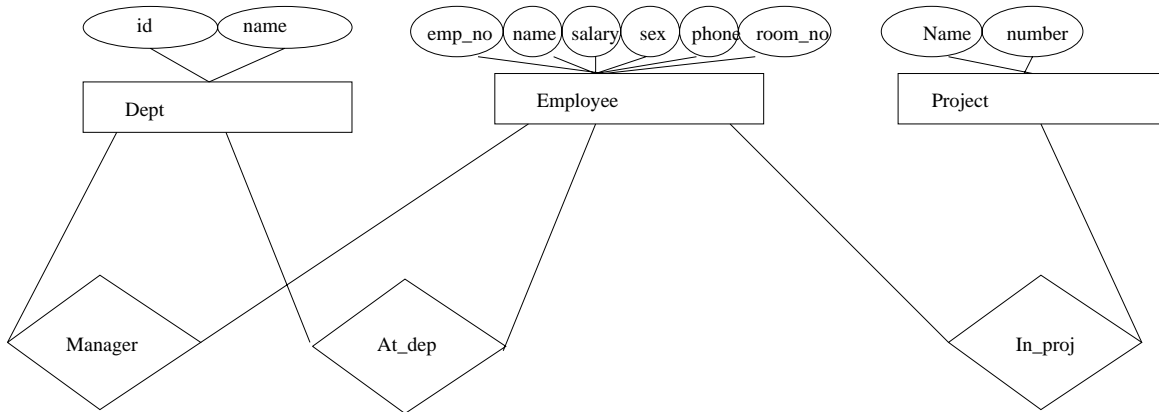 id name emp_no name salary sex phone room_no Name number
Dept Employee Project
Manager At_dep In_proj